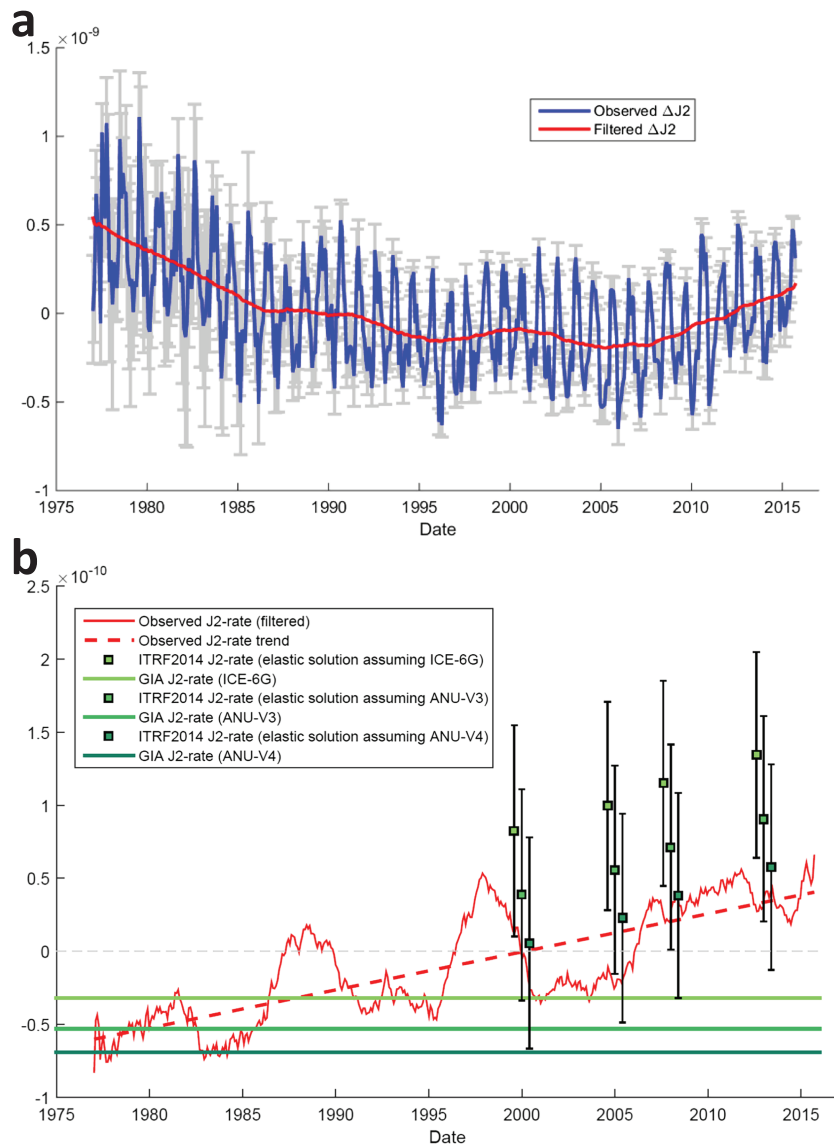 a
× 10⁻⁹
1.5
1
0.5
0
-0.5
-1
Observed ΔJ2
Filtered ΔJ2
1975 1980 1985 1990 1995 2000 2005 2010 2015
Date
b
× 10⁻¹⁰
2.5
2
1.5
1
0.5
0
-0.5
-1
Observed J2-rate (filtered)
Observed J2-rate trend
ITRF2014 J2-rate (elastic solution assuming ICE-6G)
GIA J2-rate (ICE-6G)
ITRF2014 J2-rate (elastic solution assuming ANU-V3)
GIA J2-rate (ANU-V3)
ITRF2014 J2-rate (elastic solution assuming ANU-V4)
GIA J2-rate (ANU-V4)
1975 1980 1985 1990 1995 2000 2005 2010 2015
Date